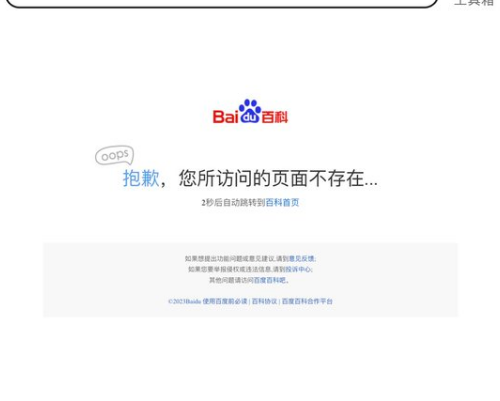 工具箱
Bai du 百科
oops
抱歉，您所访问的页面不存在...
2秒后自动跳转到百科首页
如果想提出功能问题或意见建议,请到意见反馈;
如果您要举报侵权或违法信息,请到投诉中心;
其他问题请访问百度百科吧。
©2023Baidu 使用百度前必读 | 百科协议 | 百度百科合作平台